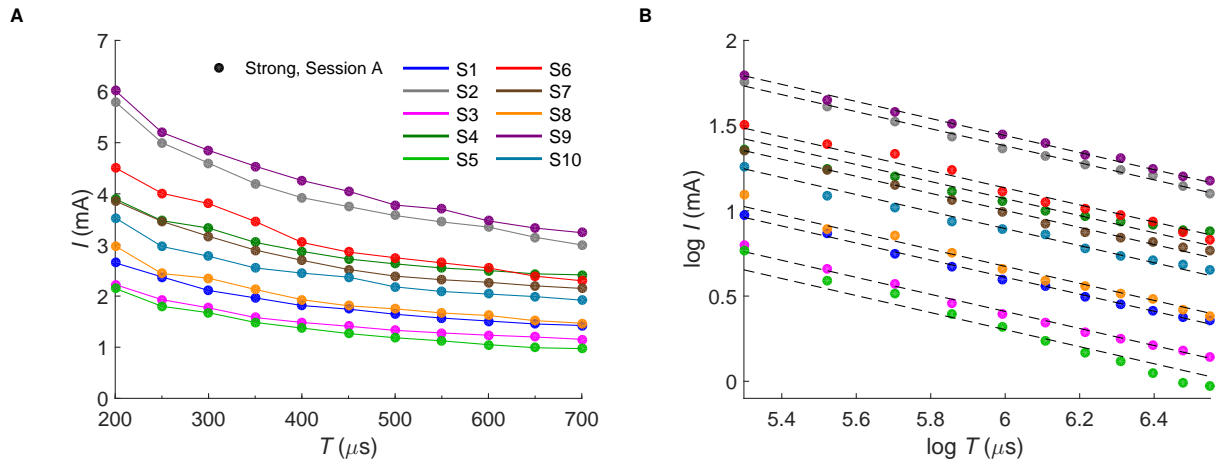 A
B
7
6
5
4
3
2
1
0
I (mA)
200 300 400 500 600 700
T (μs)
Strong, Session A
S1 S6
S2 S7
S3 S8
S4 S9
S5 S10
2
1.5
1
0.5
0
log I (mA)
5.4 5.6 5.8 6 6.2 6.4
log T (μs)